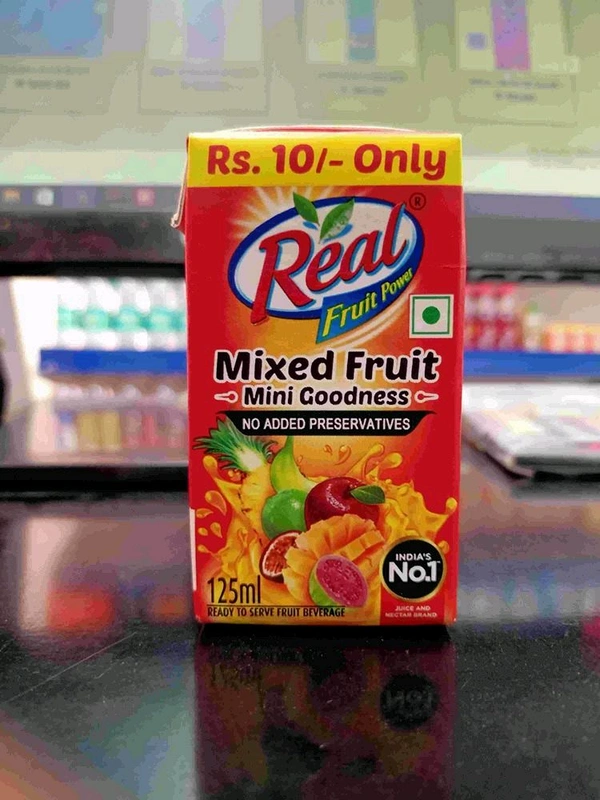 Rs. 10/- Only
Real®
Fruit Power
Mixed Fruit
Mini Goodness
NO ADDED PRESERVATIVES
INDIA'S
No.1
125ml
READY TO SERVE FRUIT BEVERAGE
JUICE AND
NECTAR BRAND